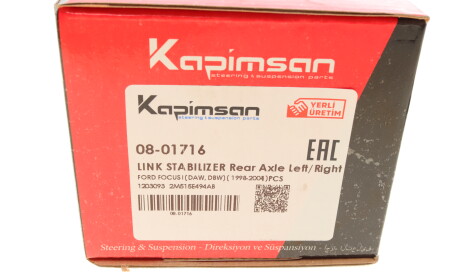 Kapimsan
steering & suspension parts
Kapimsan
steering & suspension parts
YERLİ
ÜRETİM
08-01716
EAC
LINK STABILIZER Rear Axle Left/Right
FORD FOCUS I (DAW, DBW) ( 1998-2004)PCS
1203093 2M515E494AB
08-01716
Steering & Suspension - Direksiyon ve Süspansiyon -